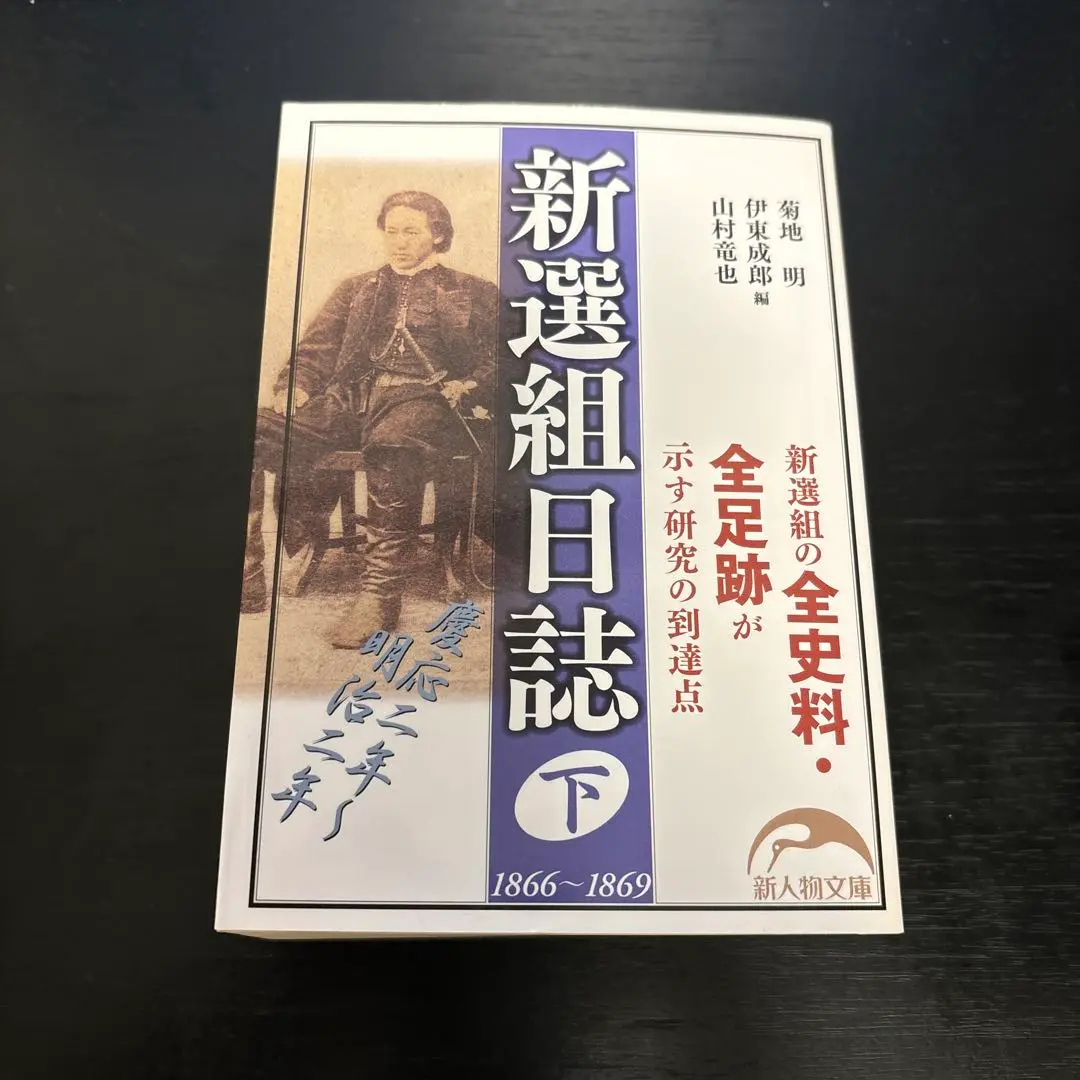 菊地 明
伊東成郎 編
山村竜也
新選組の全史料・
全足跡が
示す研究の到達点
新選組日誌 下
1866〜1869
慶応二年〜
明治二年
新人物文庫